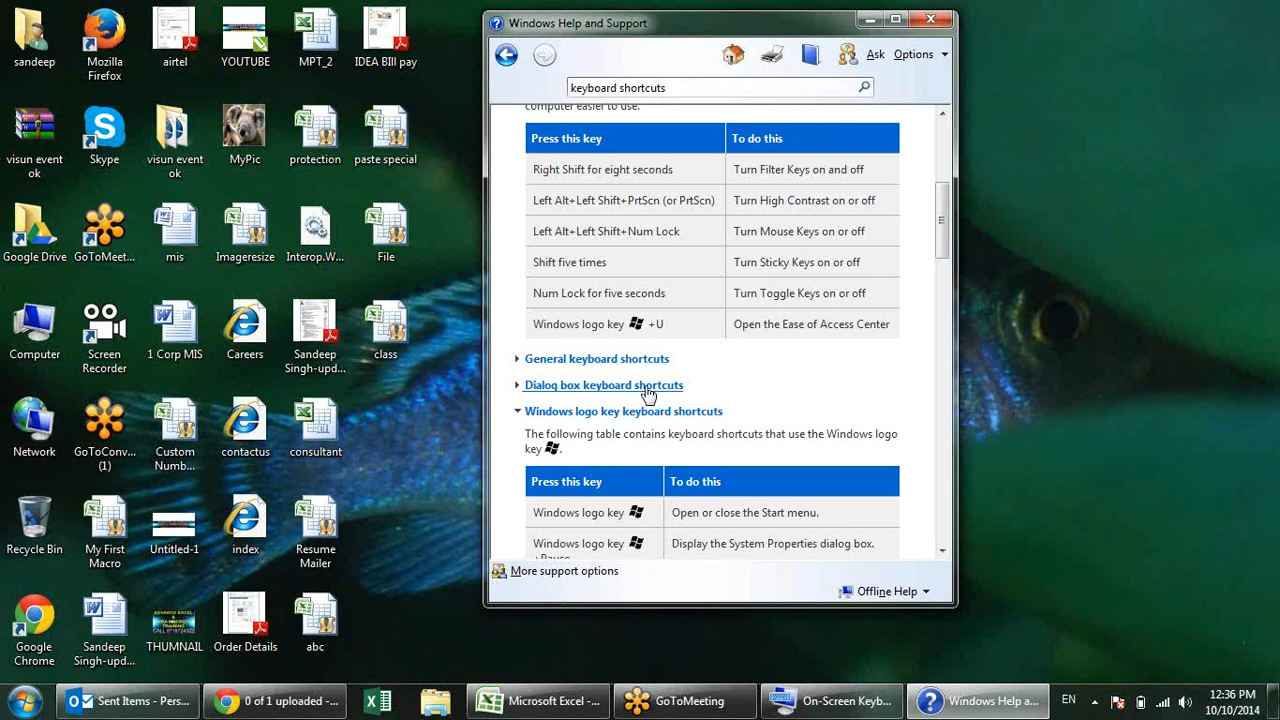 sandeep
Mozilla
Firefox
airtel
YOUTUBE
MPT_2
IDEA BIll pay
visun event
ok
Skype
visun event
ok
MyPic
protection
paste special
Google Drive
GoToMeet...
mis
Imageresize
Interop.W...
File
Computer
Screen
Recorder
1 Corp MIS
Careers
Sandeep
Singh-upd...
class
Network
GoToConv...
(1)
Custom
Numb...
contactus
consultant
Recycle Bin
My First
Macro
Untitled-1
index
Resume
Mailer
Google
Chrome
Sandeep
Singh-upd...
THUMNAIL
Order Details
abc
Windows Help and Support
Ask
Options
keyboard shortcuts
computer easier to use.
Press this key
To do this
Right Shift for eight seconds
Turn Filter Keys on and off
Left Alt+Left Shift+PrtScn (or PrtScn)
Turn High Contrast on or off
Left Alt+Left Shift+Num Lock
Turn Mouse Keys on or off
Shift five times
Turn Sticky Keys on or off
Num Lock for five seconds
Turn Toggle Keys on or off
Windows logo key +U
Open the Ease of Access Center
General keyboard shortcuts
Dialog box keyboard shortcuts
Windows logo key keyboard shortcuts
The following table contains keyboard shortcuts that use the Windows logo
key .
Press this key
To do this
Windows logo key
Open or close the Start menu.
Windows logo key
+Pause
Display the System Properties dialog box.
More support options
Offline Help
Sent Items - Pers...
0 of 1 uploaded -...
Microsoft Excel -...
GoToMeeting
On-Screen Keyb...
Windows Help a...
EN
12:36 PM
10/10/2014